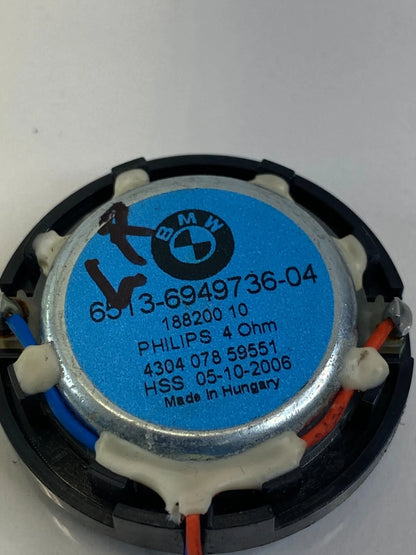 LR
BMW
6513-6949736-04
188200 10
PHILIPS 4 Ohm
4304 078 59551
HSS 05-10-2006
Made in Hungary